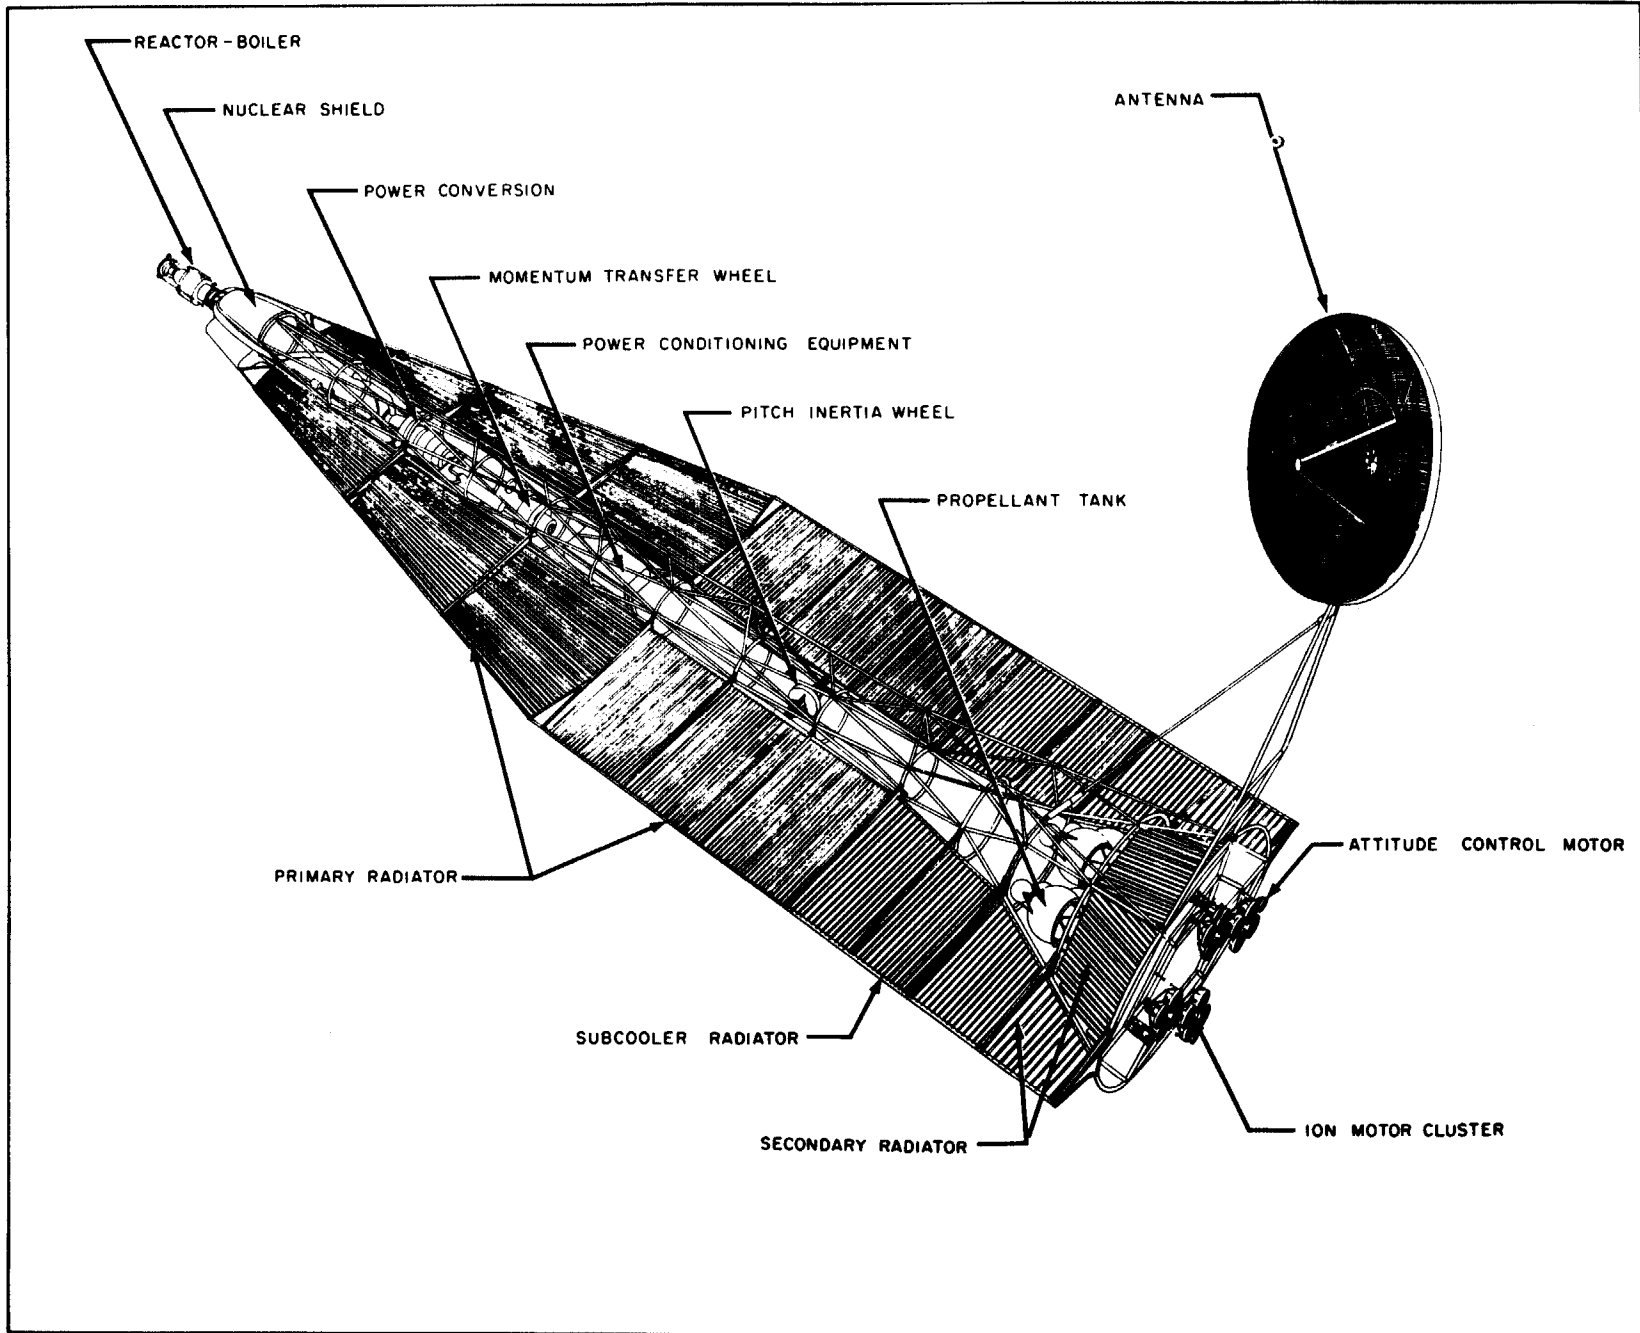 REACTOR-BOILER
NUCLEAR SHIELD
ANTENNA
POWER CONVERSION
MOMENTUM TRANSFER WHEEL
POWER CONDITIONING EQUIPMENT
PITCH INERTIA WHEEL
PROPELLANT TANK
ATTITUDE CONTROL MOTOR
PRIMARY RADIATOR
SUBCOOLER RADIATOR
ION MOTOR CLUSTER
SECONDARY RADIATOR